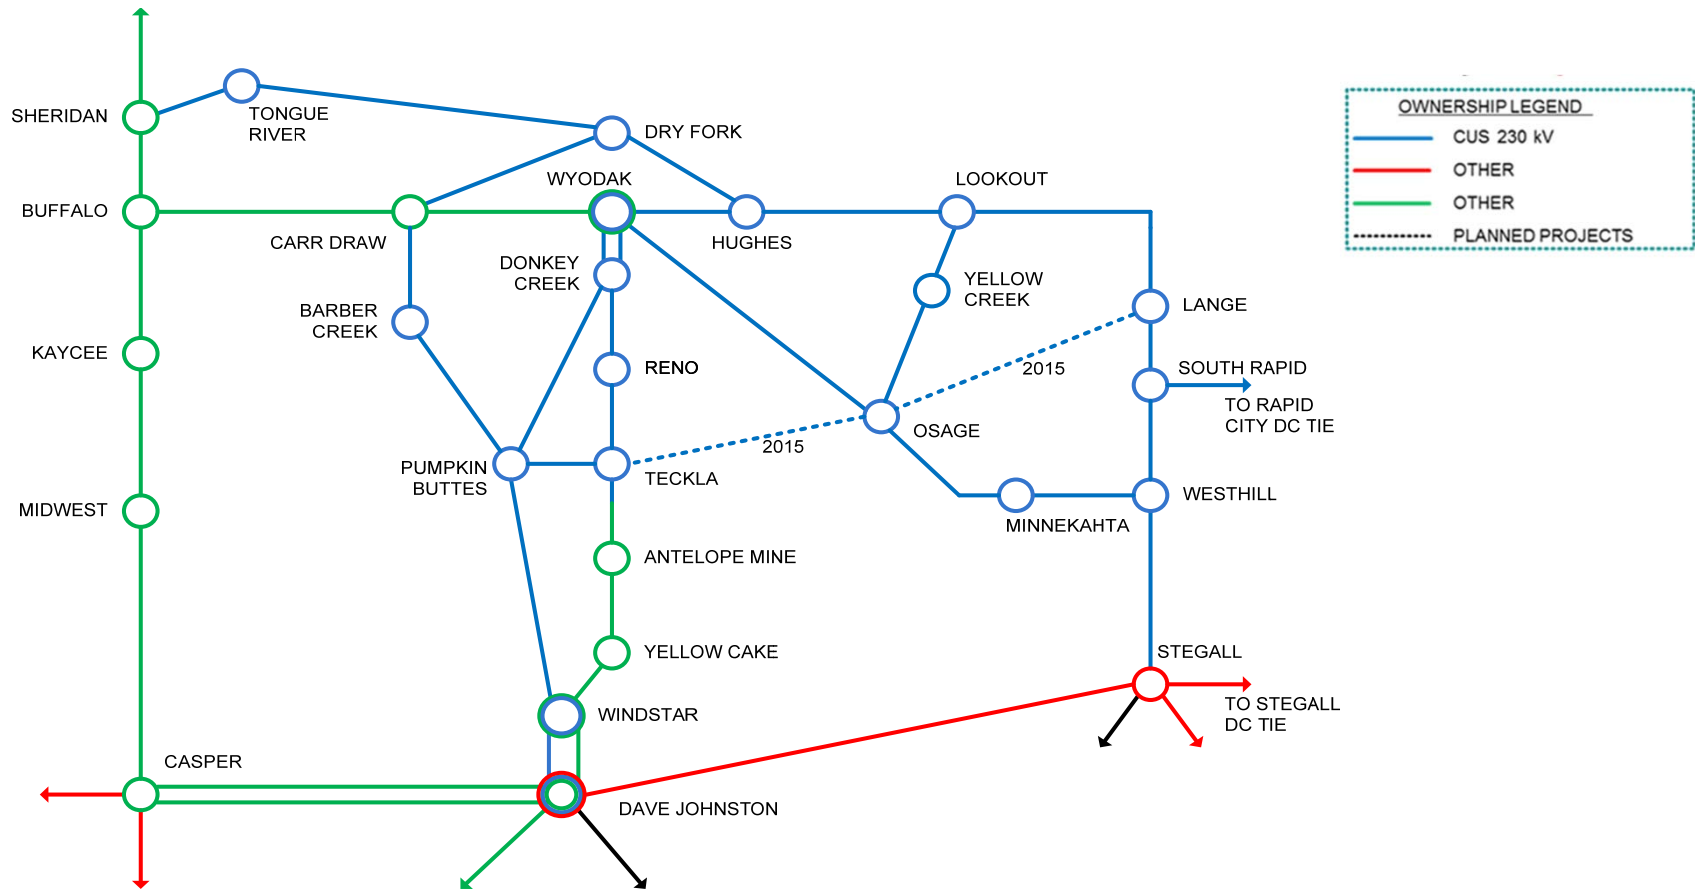 SHERIDAN
TONGUE
RIVER
DRY FORK
WYODAK
LOOKOUT
BUFFALO
CARR DRAW
HUGHES
DONKEY
CREEK
YELLOW
CREEK
BARBER
CREEK
LANGE
KAYCEE
RENO
2015
SOUTH RAPID
TO RAPID
CITY DC TIE
OSAGE
2015
PUMPKIN
BUTTES
TECKLA
WESTHILL
MIDWEST
MINNEKAHTA
ANTELOPE MINE
YELLOW CAKE
STEGALL
TO STEGALL
DC TIE
WINDSTAR
CASPER
DAVE JOHNSTON
OWNERSHIP LEGEND
CUS 230 kV
OTHER
OTHER
PLANNED PROJECTS